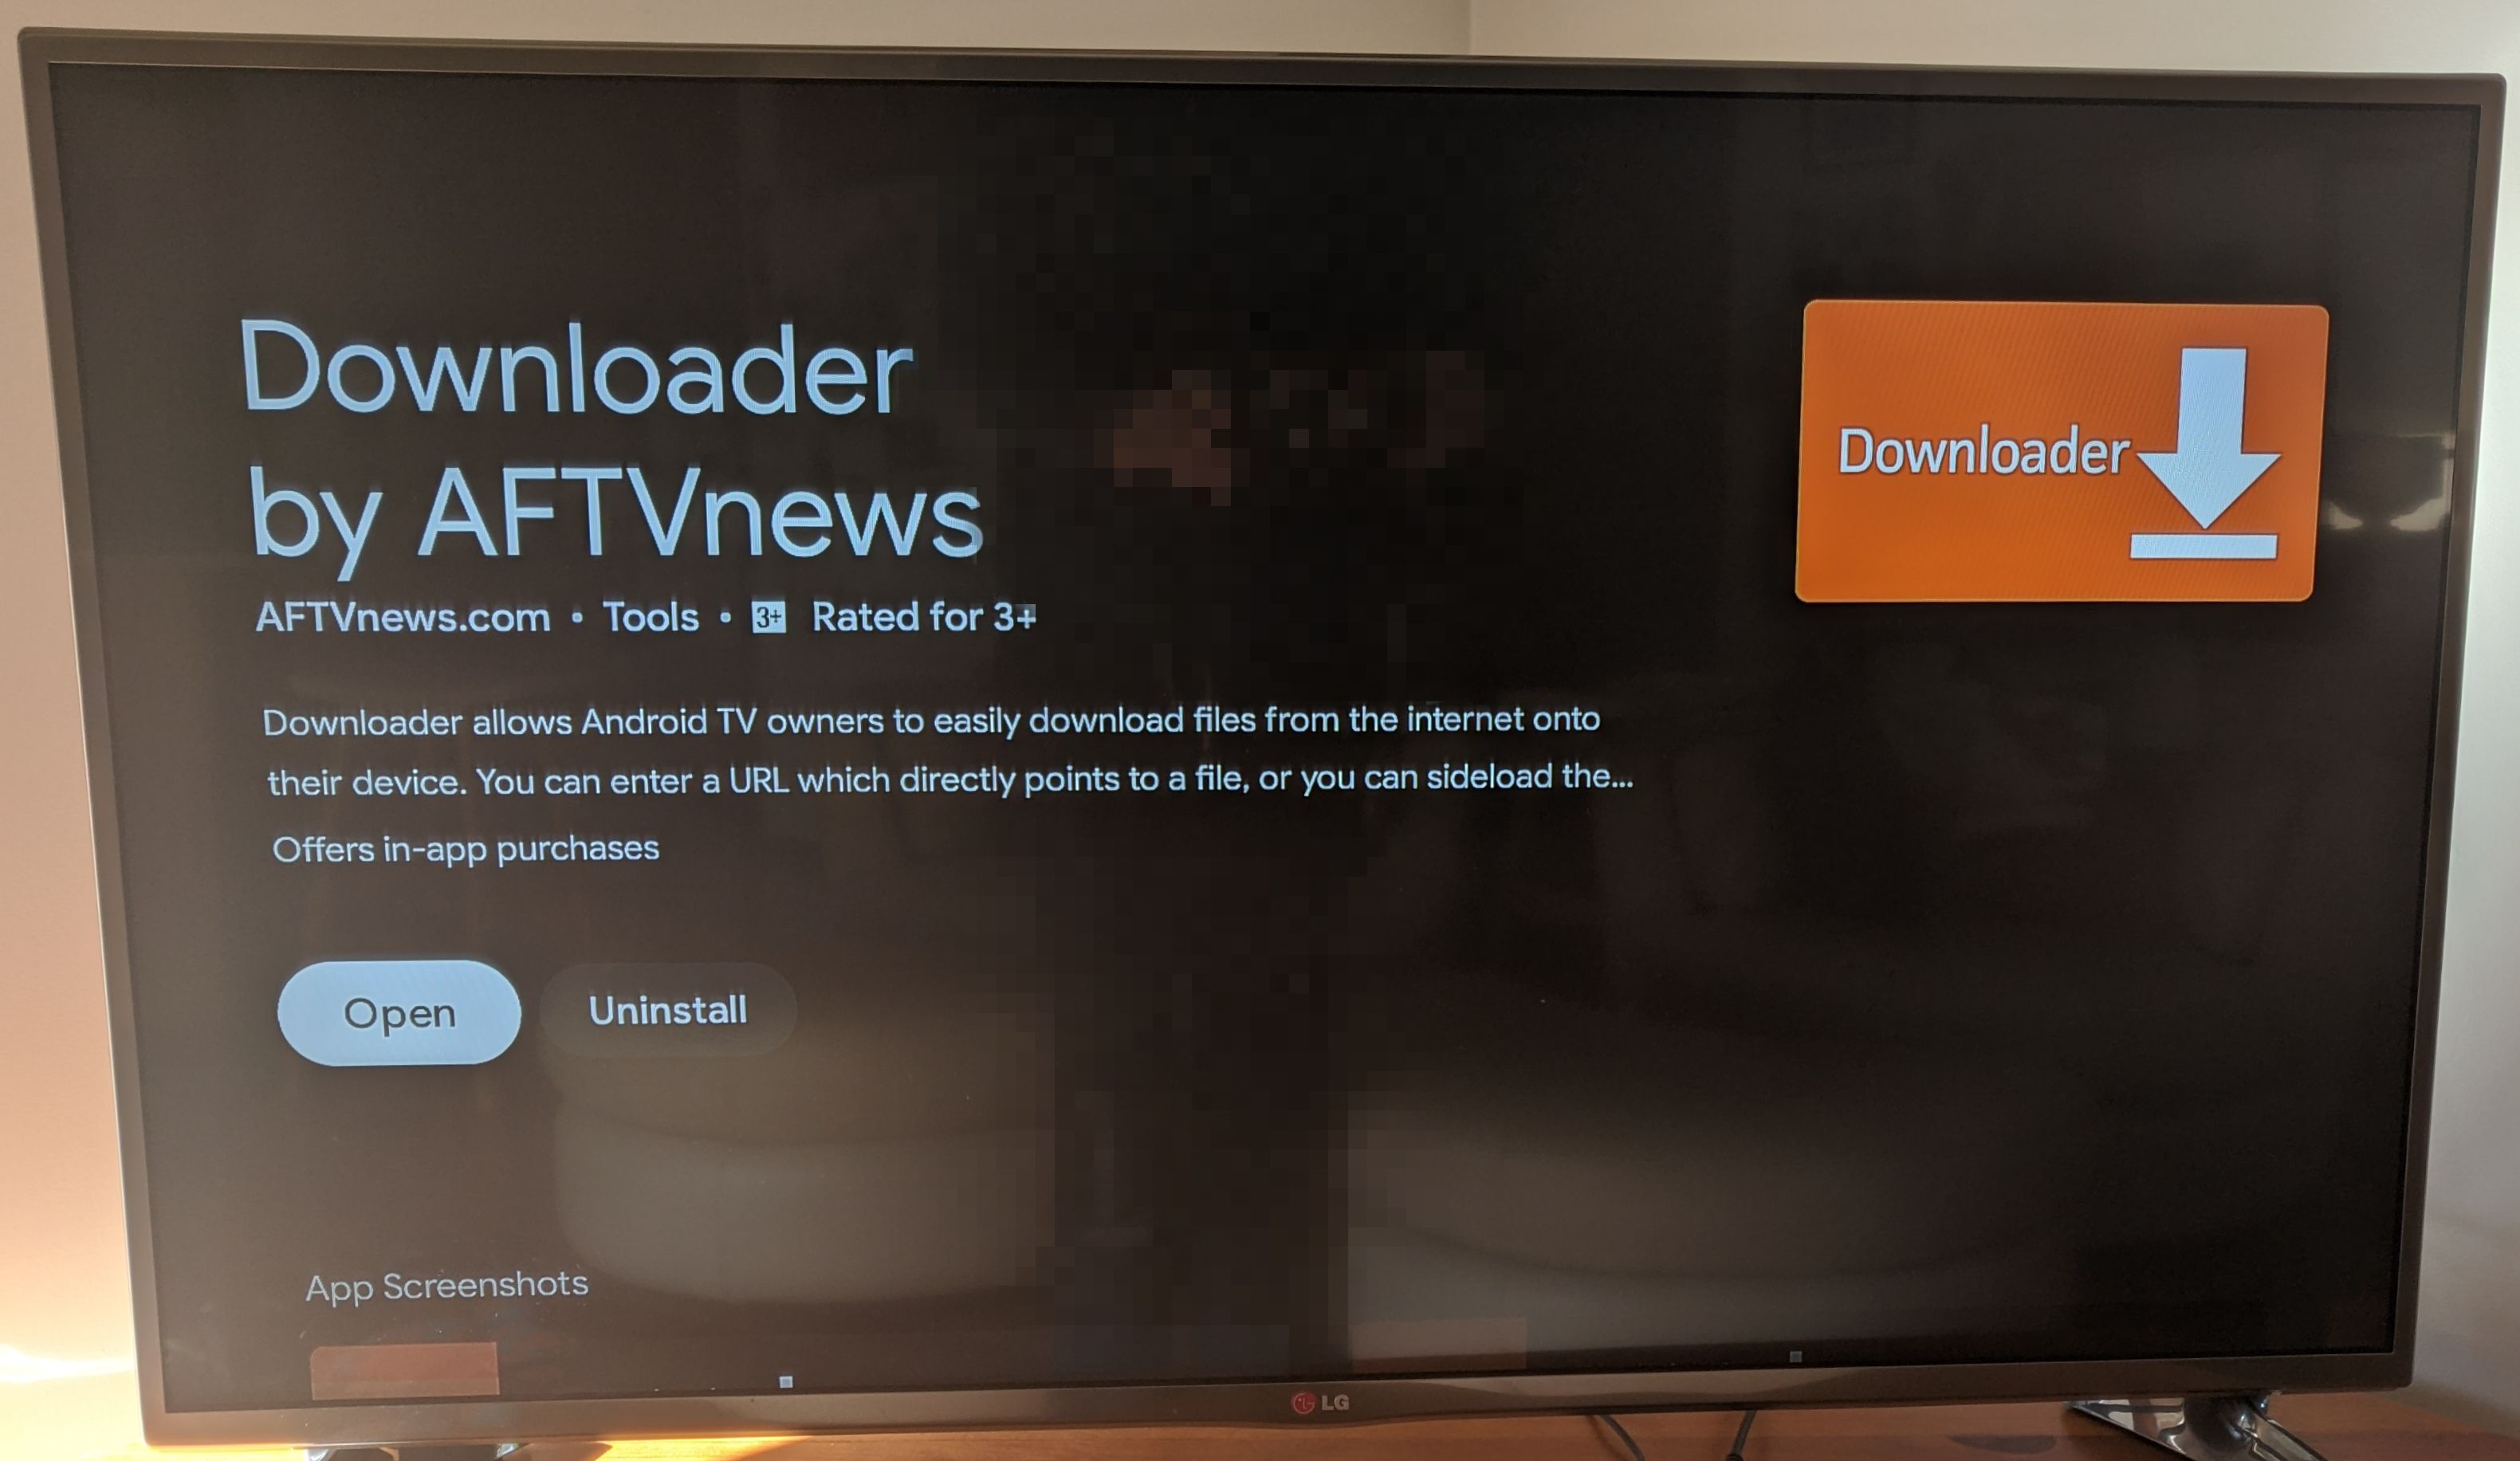 Downloader
by AFTVnews
AFTVnews.com • Tools • 3+ Rated for 3+
Downloader allows Android TV owners to easily download files from the internet onto
their device. You can enter a URL which directly points to a file, or you can sideload the...
Offers in-app purchases
Open Uninstall
App Screenshots
Downloader
LG